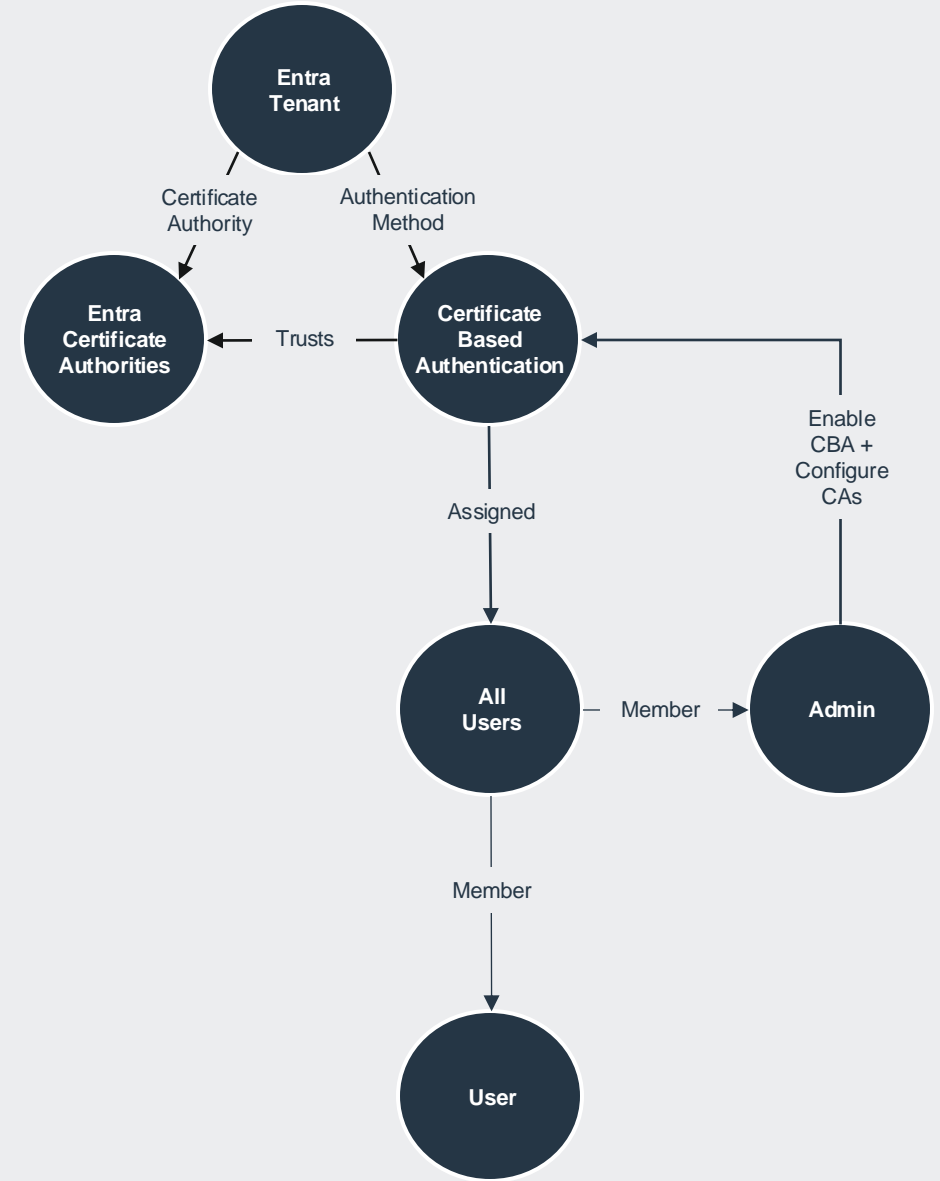 Entra
Tenant
Certificate
Authority
Authentication
Method
Entra
Certificate
Authorities
Trusts
Certificate
Based
Authentication
Enable
CBA +
Configure
CAs
Assigned
All
Users
Member
Admin
Member
User